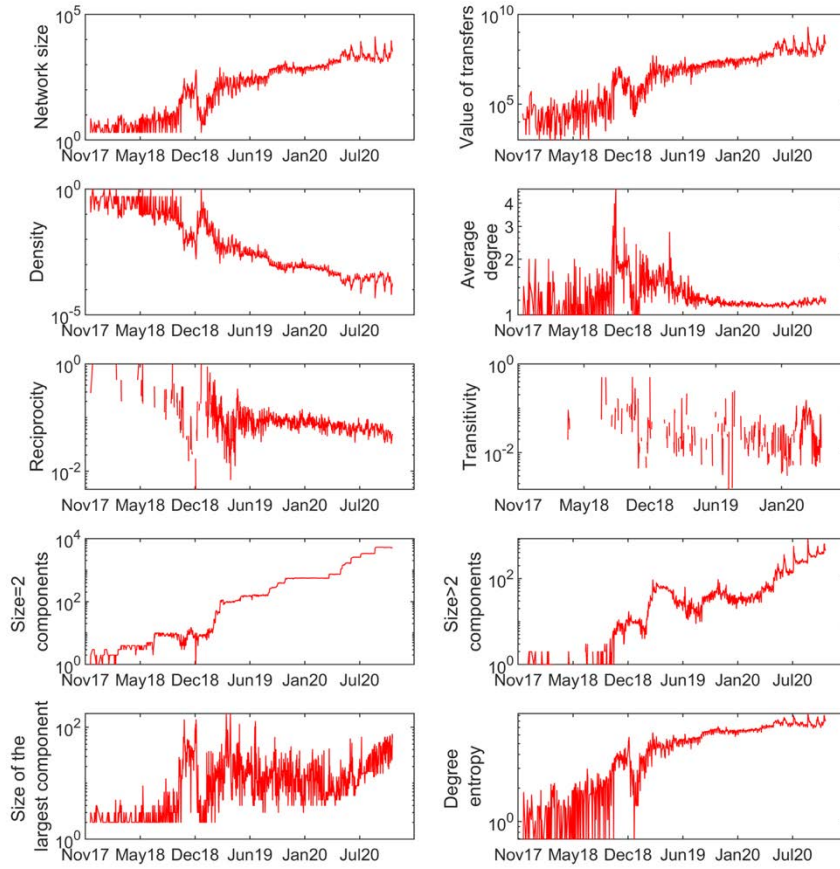 Network size
10^5
10^0
Nov17 May18 Dec18 Jun19 Jan20 Jul20
Value of transfers
10^10
10^5
Nov17 May18 Dec18 Jun19 Jan20 Jul20
Density
10^0
10^-5
Nov17 May18 Dec18 Jun19 Jan20 Jul20
Average
degree
4
3
2
1
Nov17 May18 Dec18 Jun19 Jan20 Jul20
Reciprocity
10^0
10^-2
Nov17 May18 Dec18 Jun19 Jan20 Jul20
Transitivity
10^0
10^-2
Nov17 May18 Dec18 Jun19 Jan20
Size=2
components
10^4
10^2
10^0
Nov17 May18 Dec18 Jun19 Jan20 Jul20
Size>2
components
10^2
10^0
Nov17 May18 Dec18 Jun19 Jan20 Jul20
Size of the
largest component
10^2
10^0
Nov17 May18 Dec18 Jun19 Jan20 Jul20
Degree
entropy
10^0
Nov17 May18 Dec18 Jun19 Jan20 Jul20